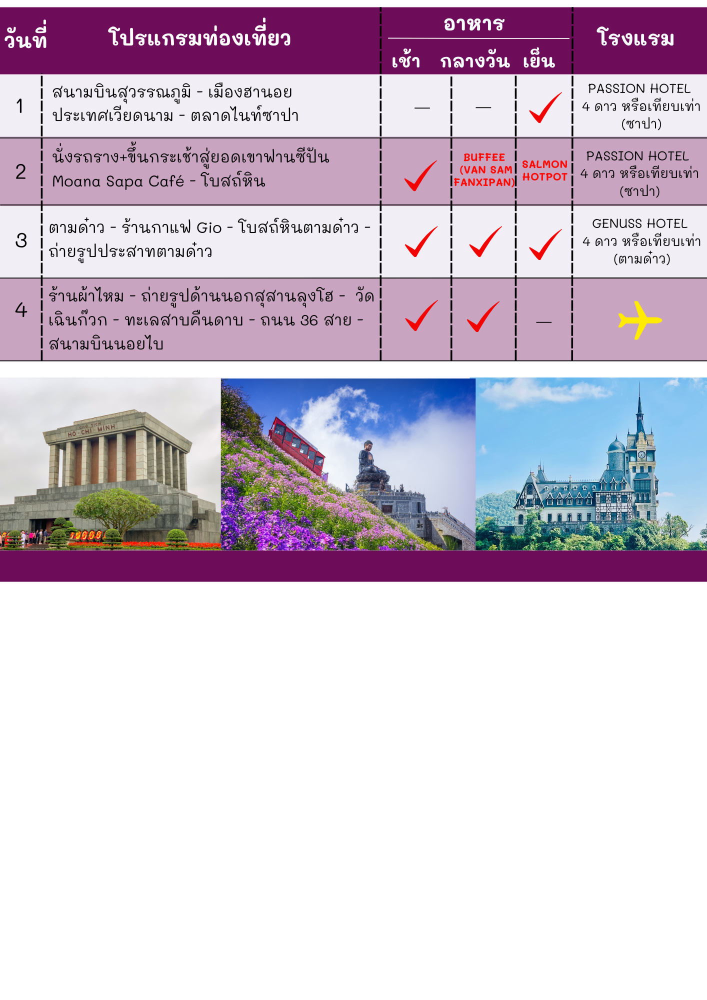 วันที่ โปรแกรมท่องเที่ยว อาหาร โรงแรม
เช้า กลางวัน เย็น
1
สนามบินสุวรรณภูมิ - เมืองฮานอย
ประเทศเวียดนาม - ตลาดไนท์ซาปา
—
—
PASSION HOTEL
4 ดาว หรือเทียบเท่า
(ซาปา)
2
นั่งรถราง+ขึ้นกระเช้าสู่ยอดเขาฟานซีปัน
Moana Sapa Café - โบสถ์หิน
BUFFEE
(VAN SAM
FANXIPAN)
SALMON
HOTPOT
PASSION HOTEL
4 ดาว หรือเทียบเท่า
(ซาปา)
3
ตามด๋าว - ร้านกาแฟ Gio - โบสถ์หินตามด๋าว -
ถ่ายรูปประสาทตามด๋าว
GENUSS HOTEL
4 ดาว หรือเทียบเท่า
(ตามด๋าว)
4
ร้านผ้าไหม - ถ่ายรูปด้านนอกสุสานลุงโฮ - วัด
เฉินก๊วก - ทะเลสาบคืนดาบ - ถนน 36 สาย -
สนามบินนอยไบ
—
CHỦ TỊCH
HỒ-CHÍ-MINH